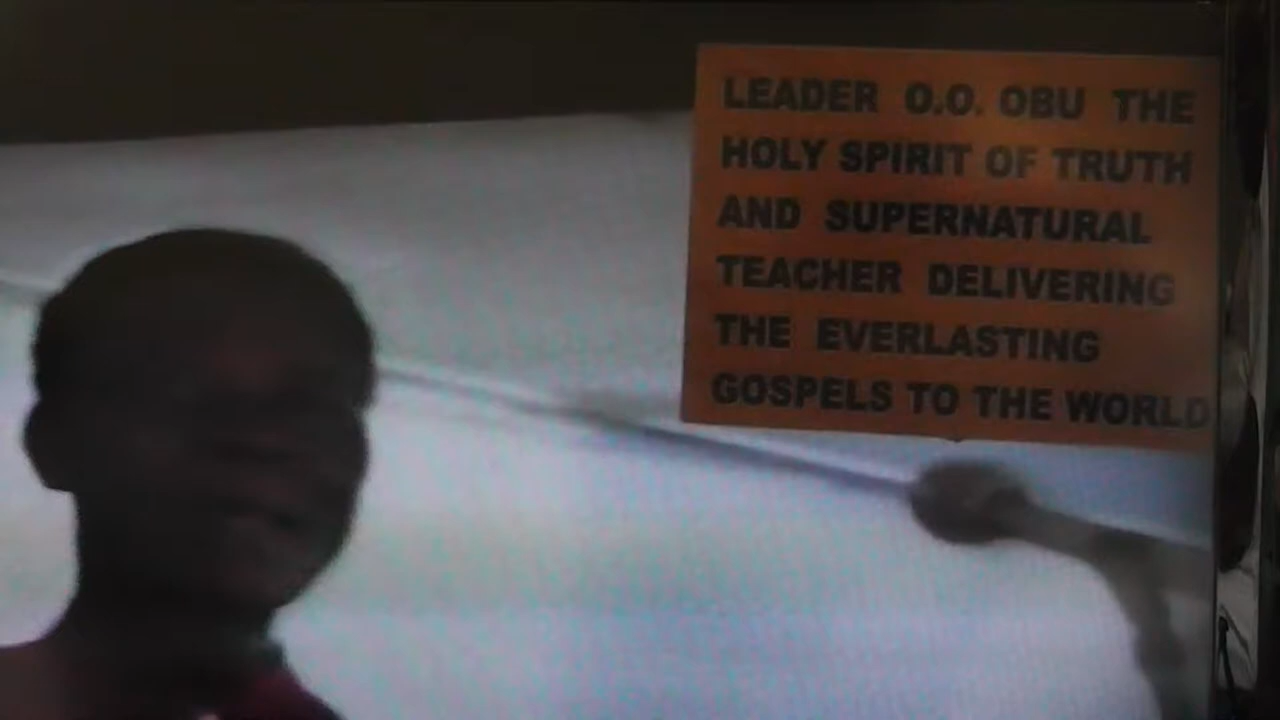 LEADER O.O. OBU THE
HOLY SPIRIT OF TRUTH
AND SUPERNATURAL
TEACHER DELIVERING
THE EVERLASTING
GOSPELS TO THE WORLD